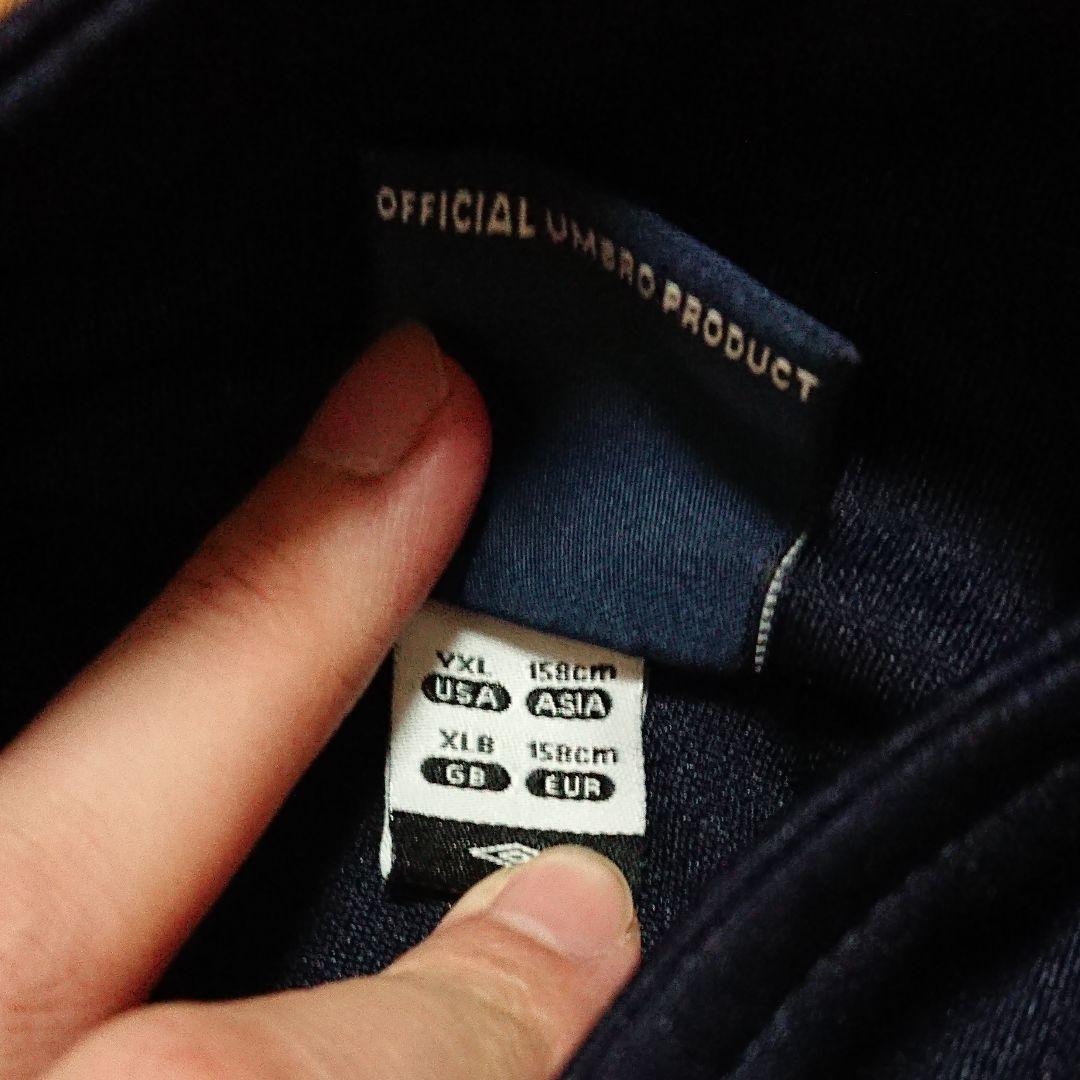 OFFICIAL UMBRO PRODUCT
YXL 158cm
USA ASIA
XLB 158cm
GB EUR